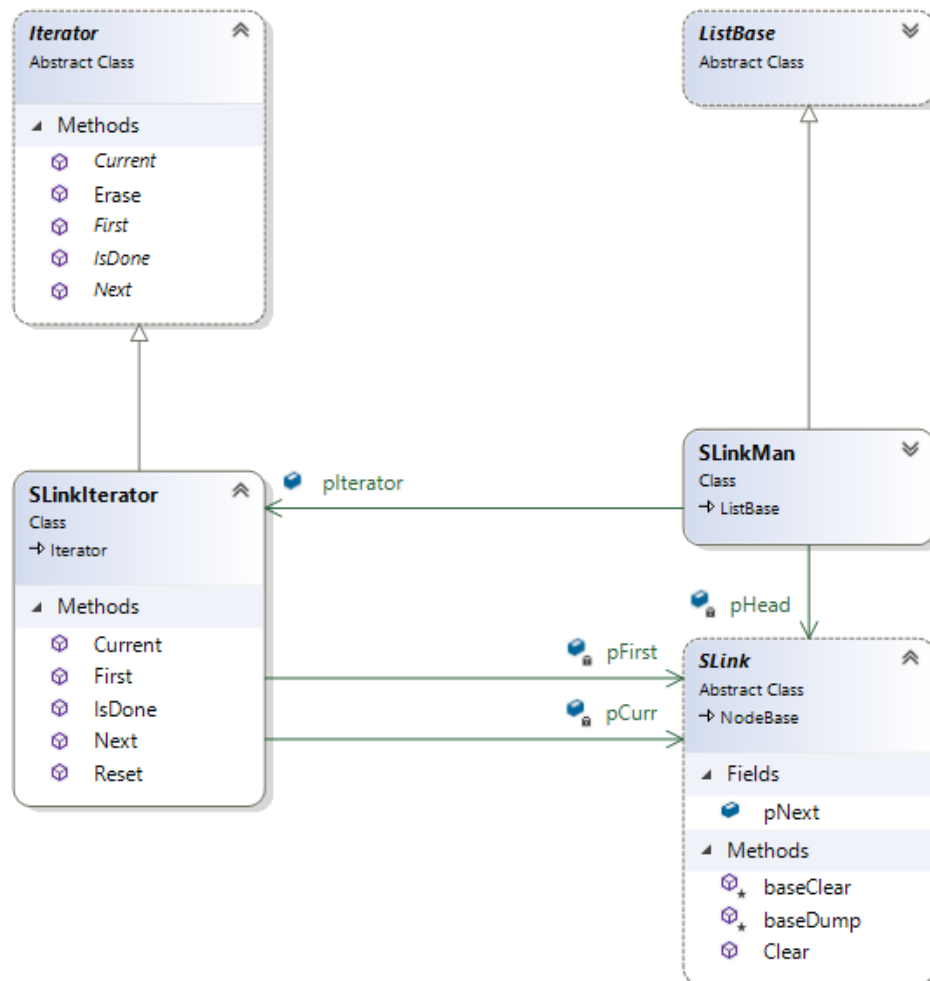 Iterator
Abstract Class
Methods
Current
Erase
First
IsDone
Next
ListBase
Abstract Class
SLinkIterator
Class
Iterator
Methods
Current
First
IsDone
Next
Reset
pIterator
SLinkMan
Class
ListBase
pHead
pFirst
pCurr
SLink
Abstract Class
NodeBase
Fields
pNext
Methods
baseClear
baseDump
Clear